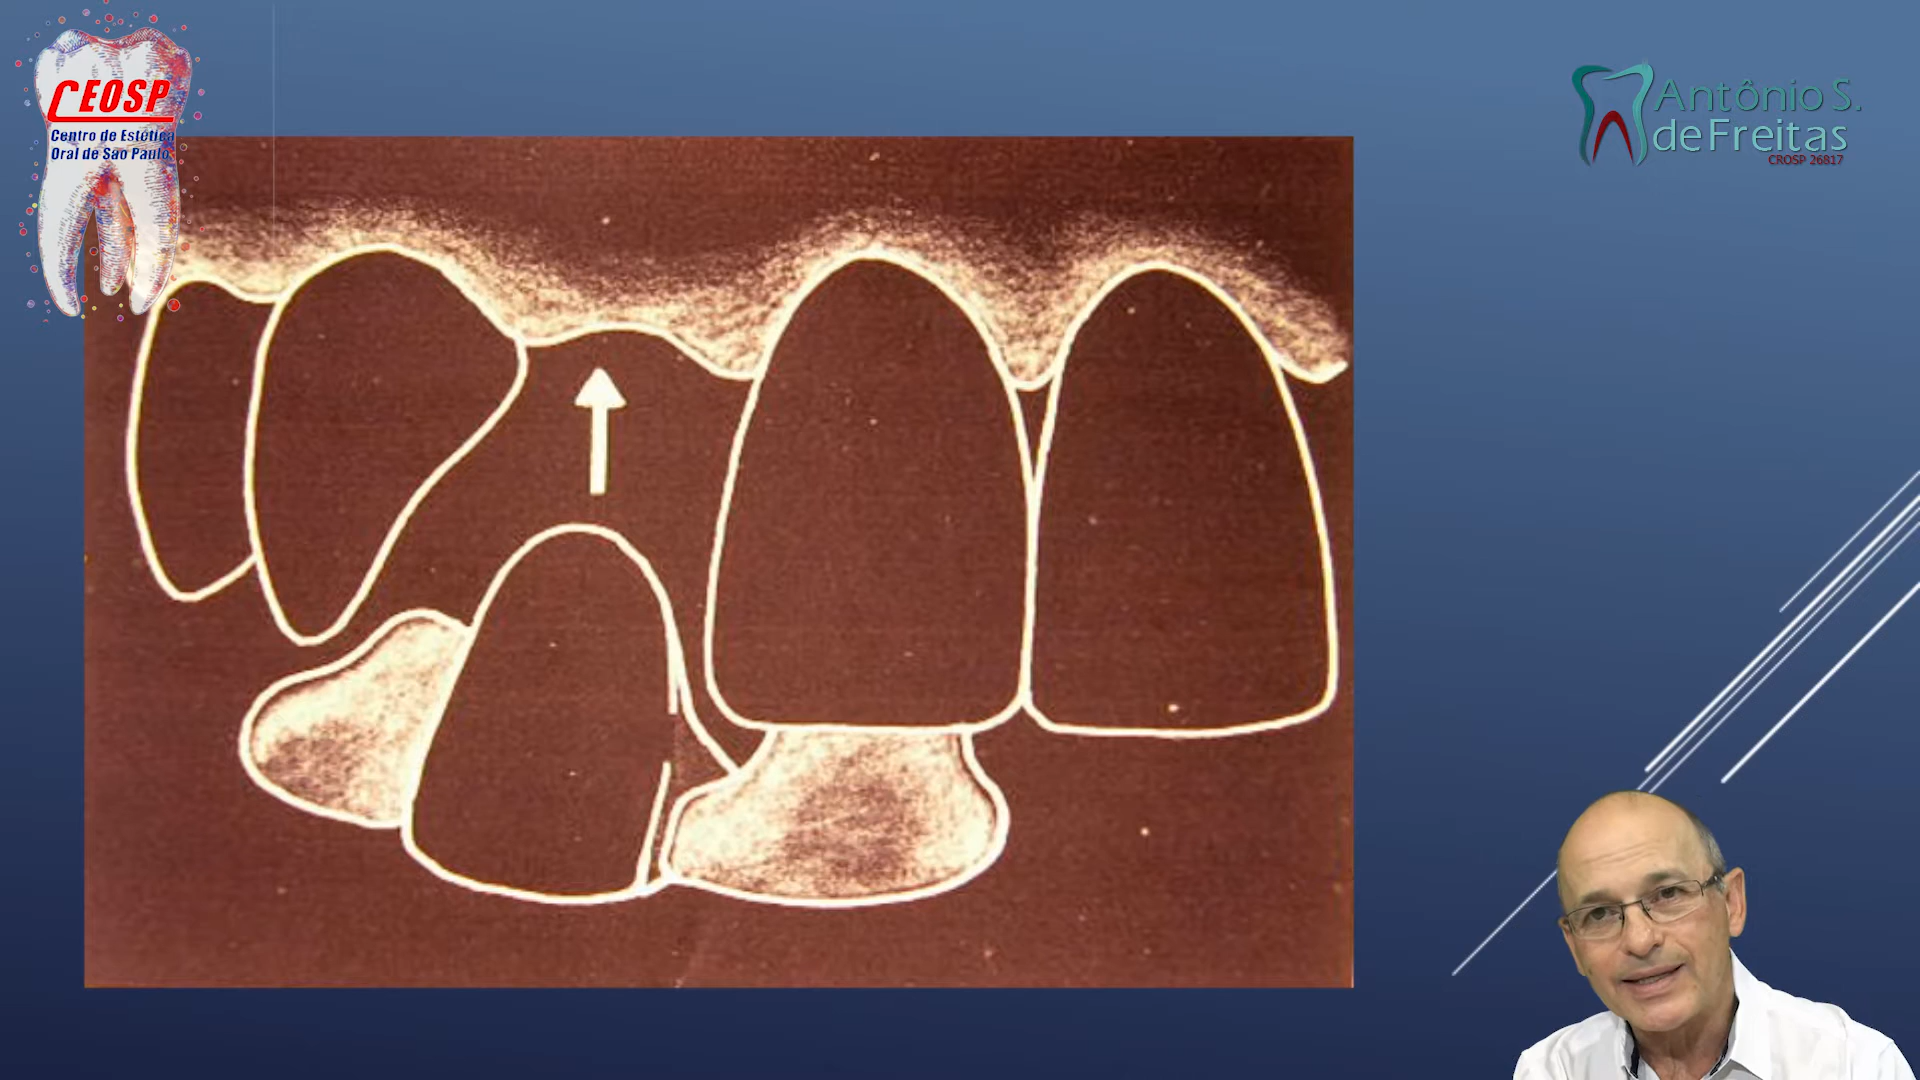 CEOSP
Centro de Estética
Oral de São Paulo
Antônio S.
de Freitas
CROSP 26817